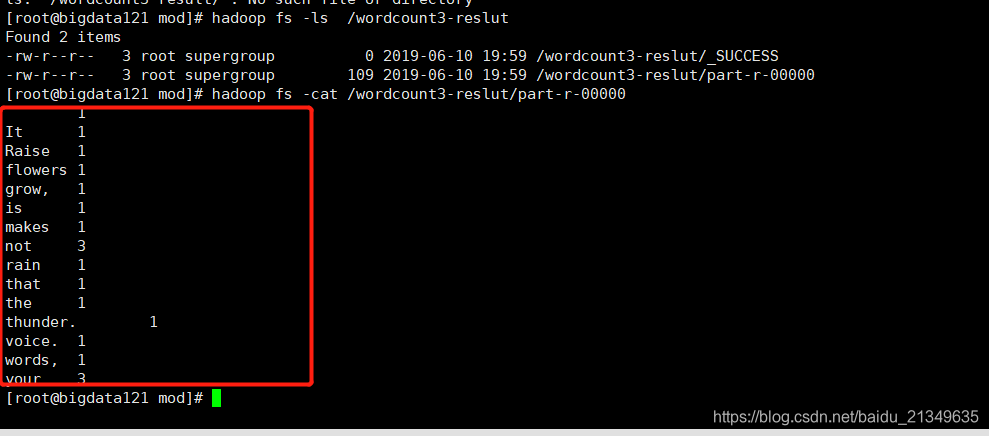 ls: `/wordcount3-result/': No such file or directory
[root@bigdata121 mod]# hadoop fs -ls  /wordcount3-reslut
Found 2 items
-rw-r--r--   3 root supergroup          0 2019-06-10 19:59 /wordcount3-reslut/_SUCCESS
-rw-r--r--   3 root supergroup        109 2019-06-10 19:59 /wordcount3-reslut/part-r-00000
[root@bigdata121 mod]# hadoop fs -cat /wordcount3-reslut/part-r-00000
        1
It      1
Raise   1
flowers 1
grow,   1
is      1
makes   1
not     3
rain    1
that    1
the     1
thunder.        1
voice.  1
words,  1
your    3
[root@bigdata121 mod]#
https://blog.csdn.net/baidu_21349635